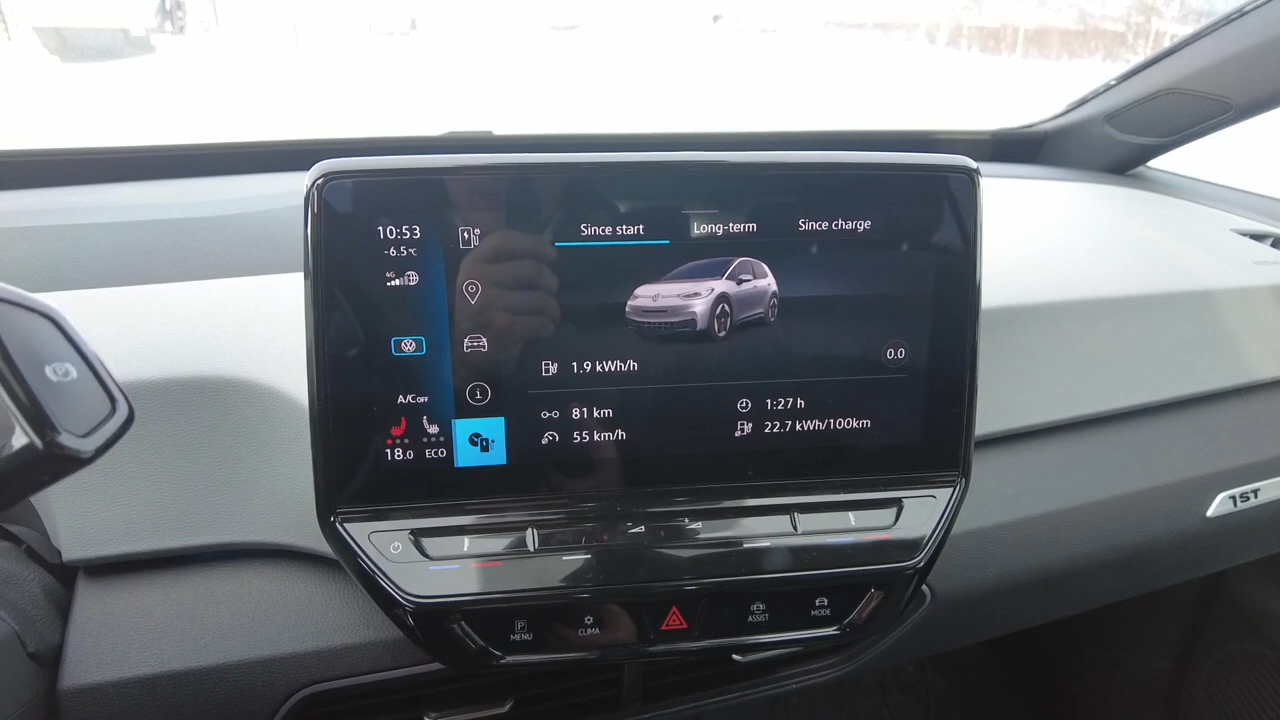 10:53
-6.5°C
4G
A/C OFF
18.0 ECO
Since start Long-term Since charge
1.9 kWh/h
0.0
81 km
1:27 h
55 km/h
22.7 kWh/100km
1ST
P
MENU
CLIMA
ASSIST
MODE